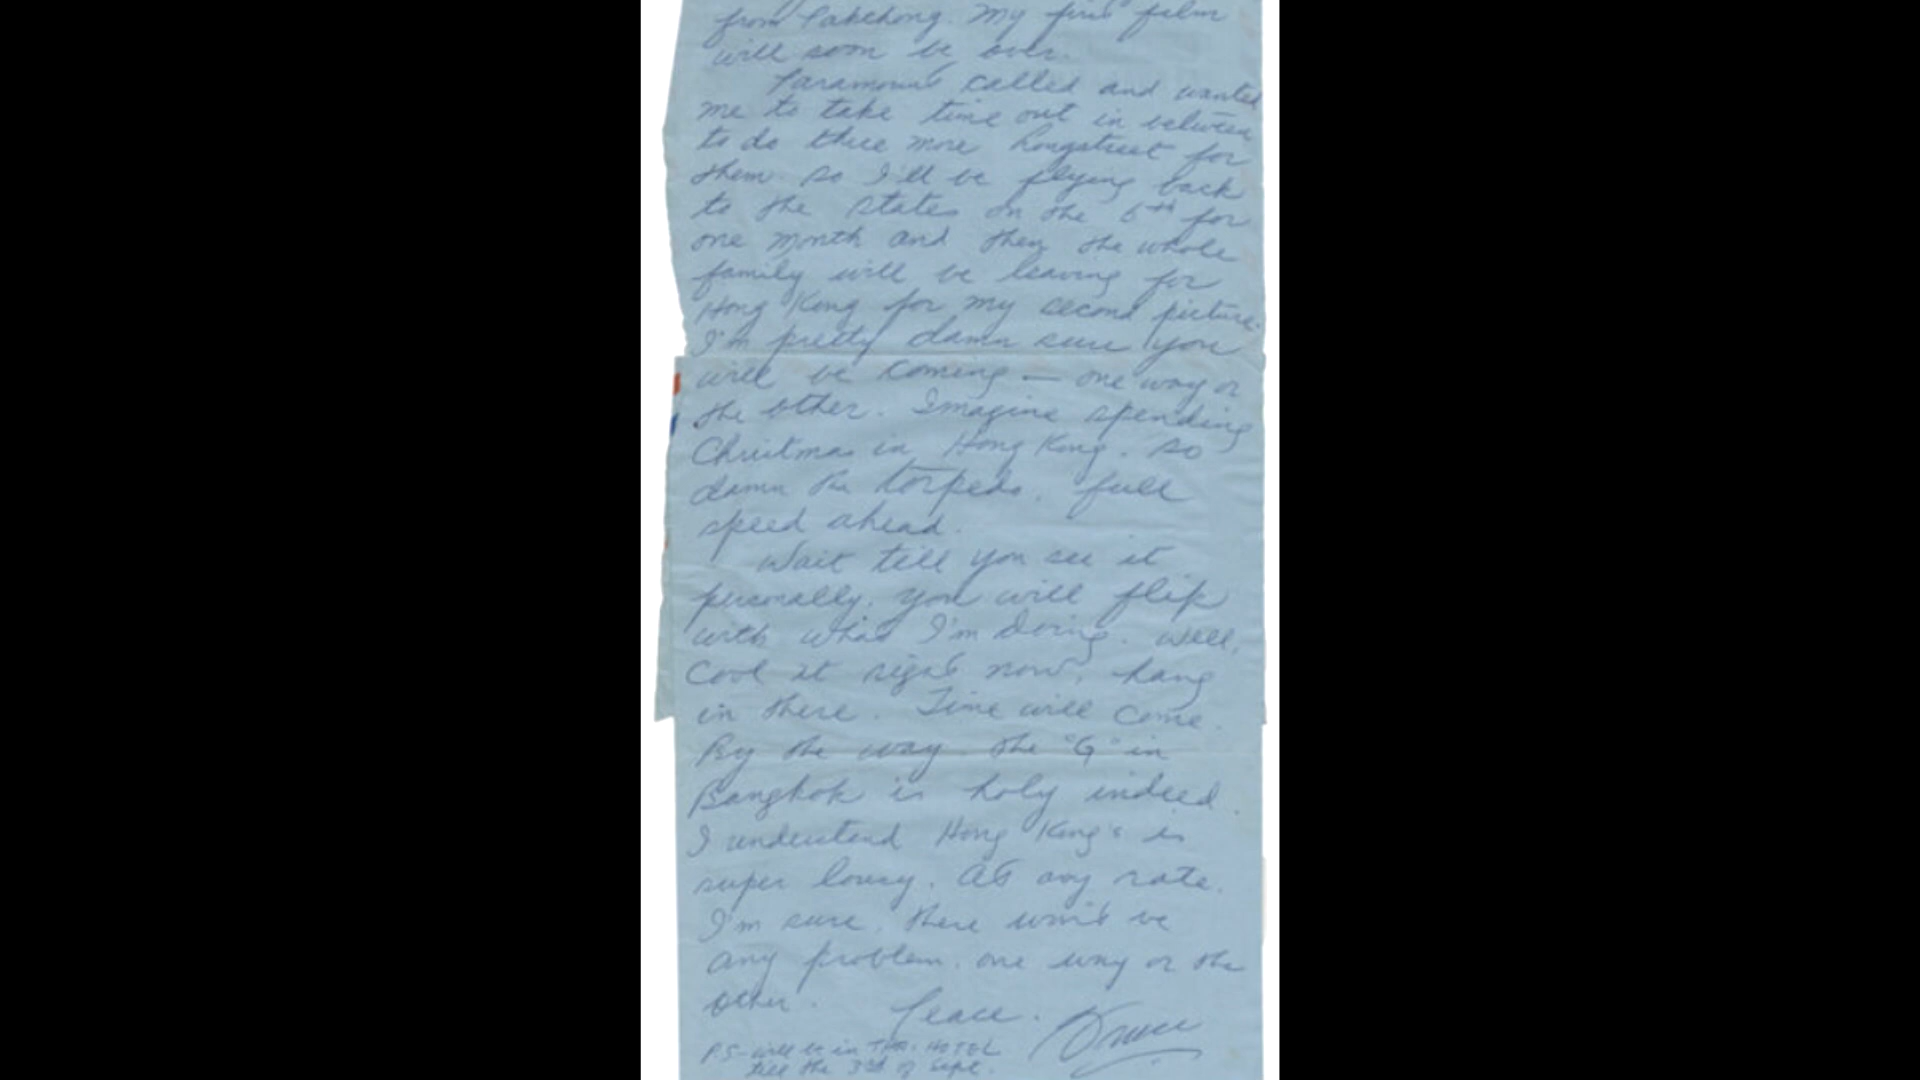 from Pakchong. My first film
will soon be over.
Paramount called and wanted
me to take time out in between
to do three more Longstreet for
them. so I'll be flying back
to the states on the 6th for
one month and then the whole
family will be leaving for
Hong Kong for my second picture.
I'm pretty damn sure you
will be coming — one way or
the other. Imagine spending
Christmas in Hong Kong. so
damn the torpedo. full
speed ahead.
Wait till you see it
personally. you will flip
with what I'm doing. Well,
Cool it right now, hang
in there. Time will come.
By the way. the "G" in
Bangkok is holy indeed.
I understand Hong Kong's is
super lousy. At any rate.
I'm sure. there won't be
any problem. one way or the
other.
Peace. Bruce
P.S- will be in HOTEL
till the 3rd of Sept.